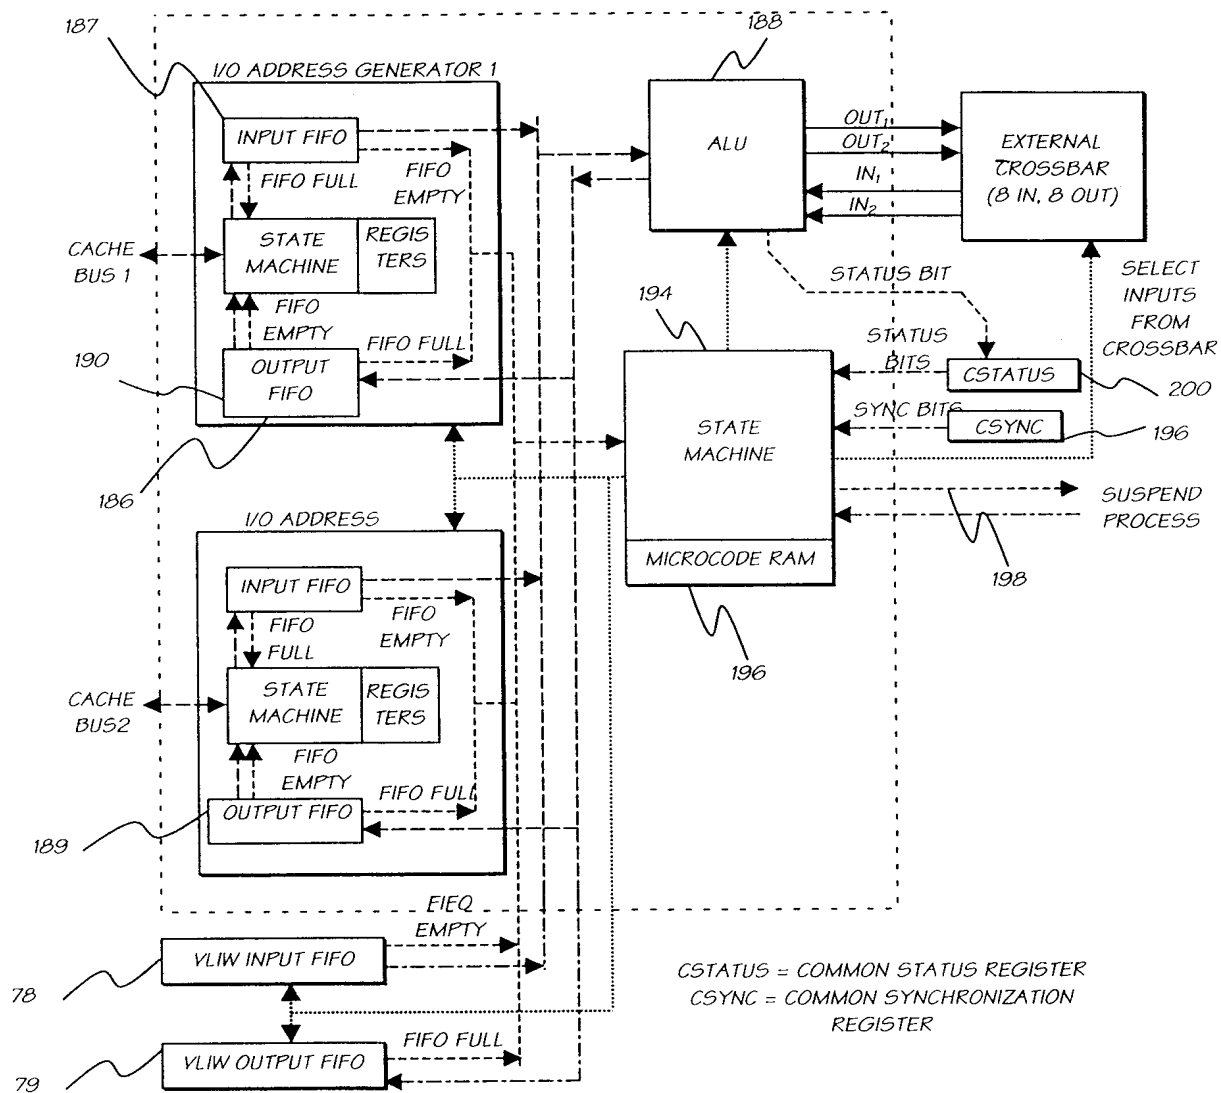 187
188
I/O ADDRESS GENERATOR 1
INPUT FIFO
FIFO FULL
FIFO
EMPTY
STATE
MACHINE
REGIS
TERS
CACHE
BUS 1
FIFO
EMPTY
FIFO FULL
OUTPUT
FIFO
190
186
ALU
OUT1
OUT2
IN1
IN2
EXTERNAL
CROSSBAR
(8 IN, 8 OUT)
STATUS BIT
SELECT
INPUTS
FROM
CROSSBAR
194
STATUS
BITS
CSTATUS
200
SYNC BITS
CSYNC
196
STATE
MACHINE
SUSPEND
PROCESS
MICROCODE RAM
198
196
I/O ADDRESS
INPUT FIFO
FIFO
FULL
FIFO
EMPTY
STATE
MACHINE
REGIS
TERS
CACHE
BUS2
FIFO
EMPTY
FIFO FULL
OUTPUT FIFO
189
FIFO
EMPTY
VLIW INPUT FIFO
78
FIFO FULL
VLIW OUTPUT FIFO
79
CSTATUS = COMMON STATUS REGISTER
CSYNC = COMMON SYNCHRONIZATION
REGISTER